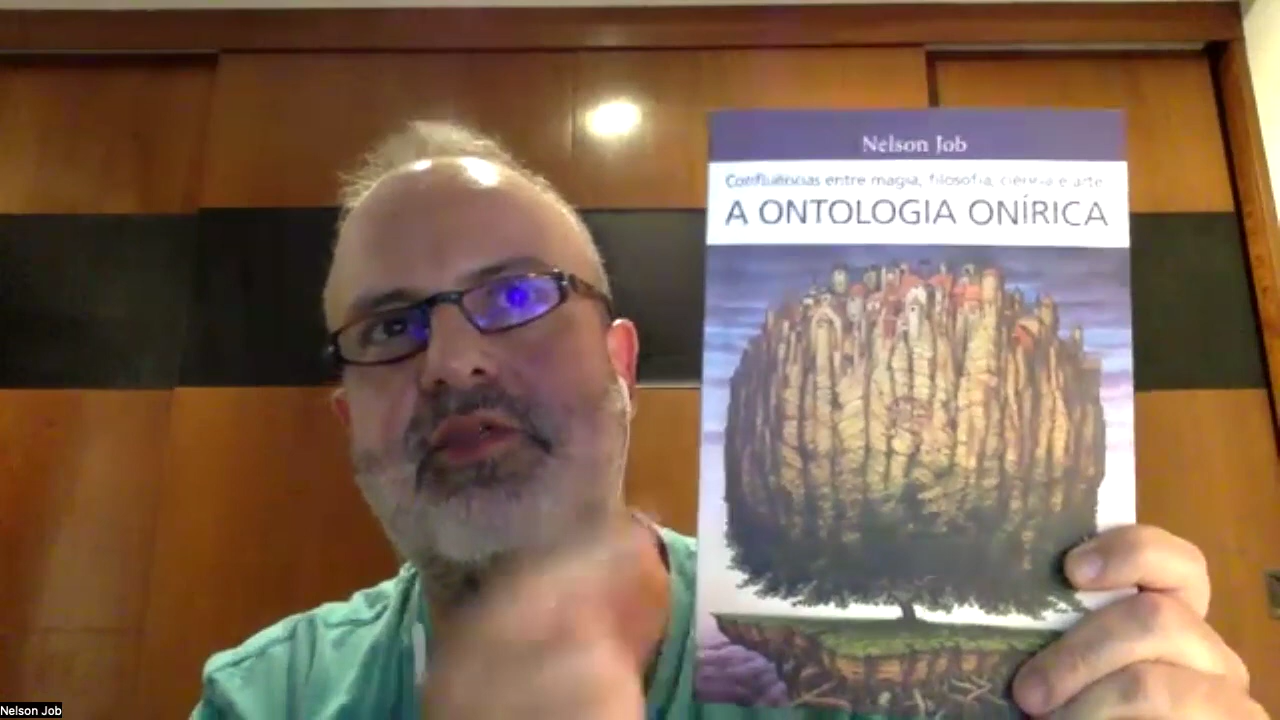 Nelson Job
Confluências entre magia, filosofia, ciência e arte
A ONTOLOGIA ONÍRICA
Nelson Job